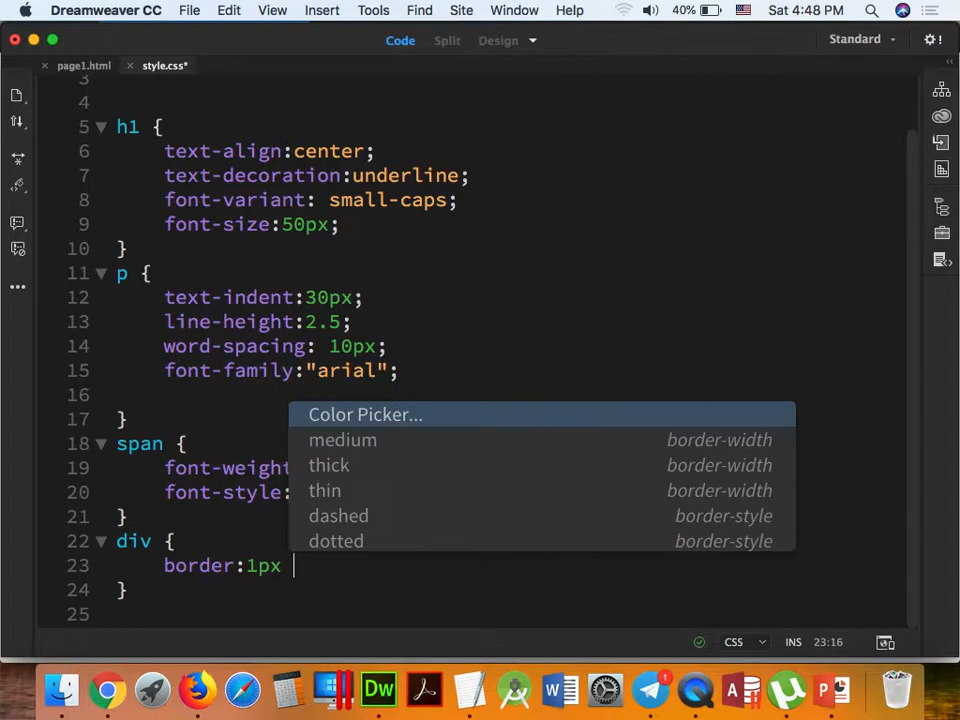 Dreamweaver CC File Edit View Insert Tools Find Site Window Help 40% Sat 4:48 PM
Code Split Design Standard
page1.html style.css*
3
4
5 h1 {
6 text-align:center;
7 text-decoration:underline;
8 font-variant: small-caps;
9 font-size:50px;
10 }
11 p {
12 text-indent:30px;
13 line-height:2.5;
14 word-spacing: 10px;
15 font-family:"arial";
16
17 }
18 span {
19 font-weight
20 font-style:
21 }
22 div {
23 border:1px
24 }
25
Color Picker...
medium border-width
thick border-width
thin border-width
dashed border-style
dotted border-style
CSS INS 23:16
Dw W 1 A P